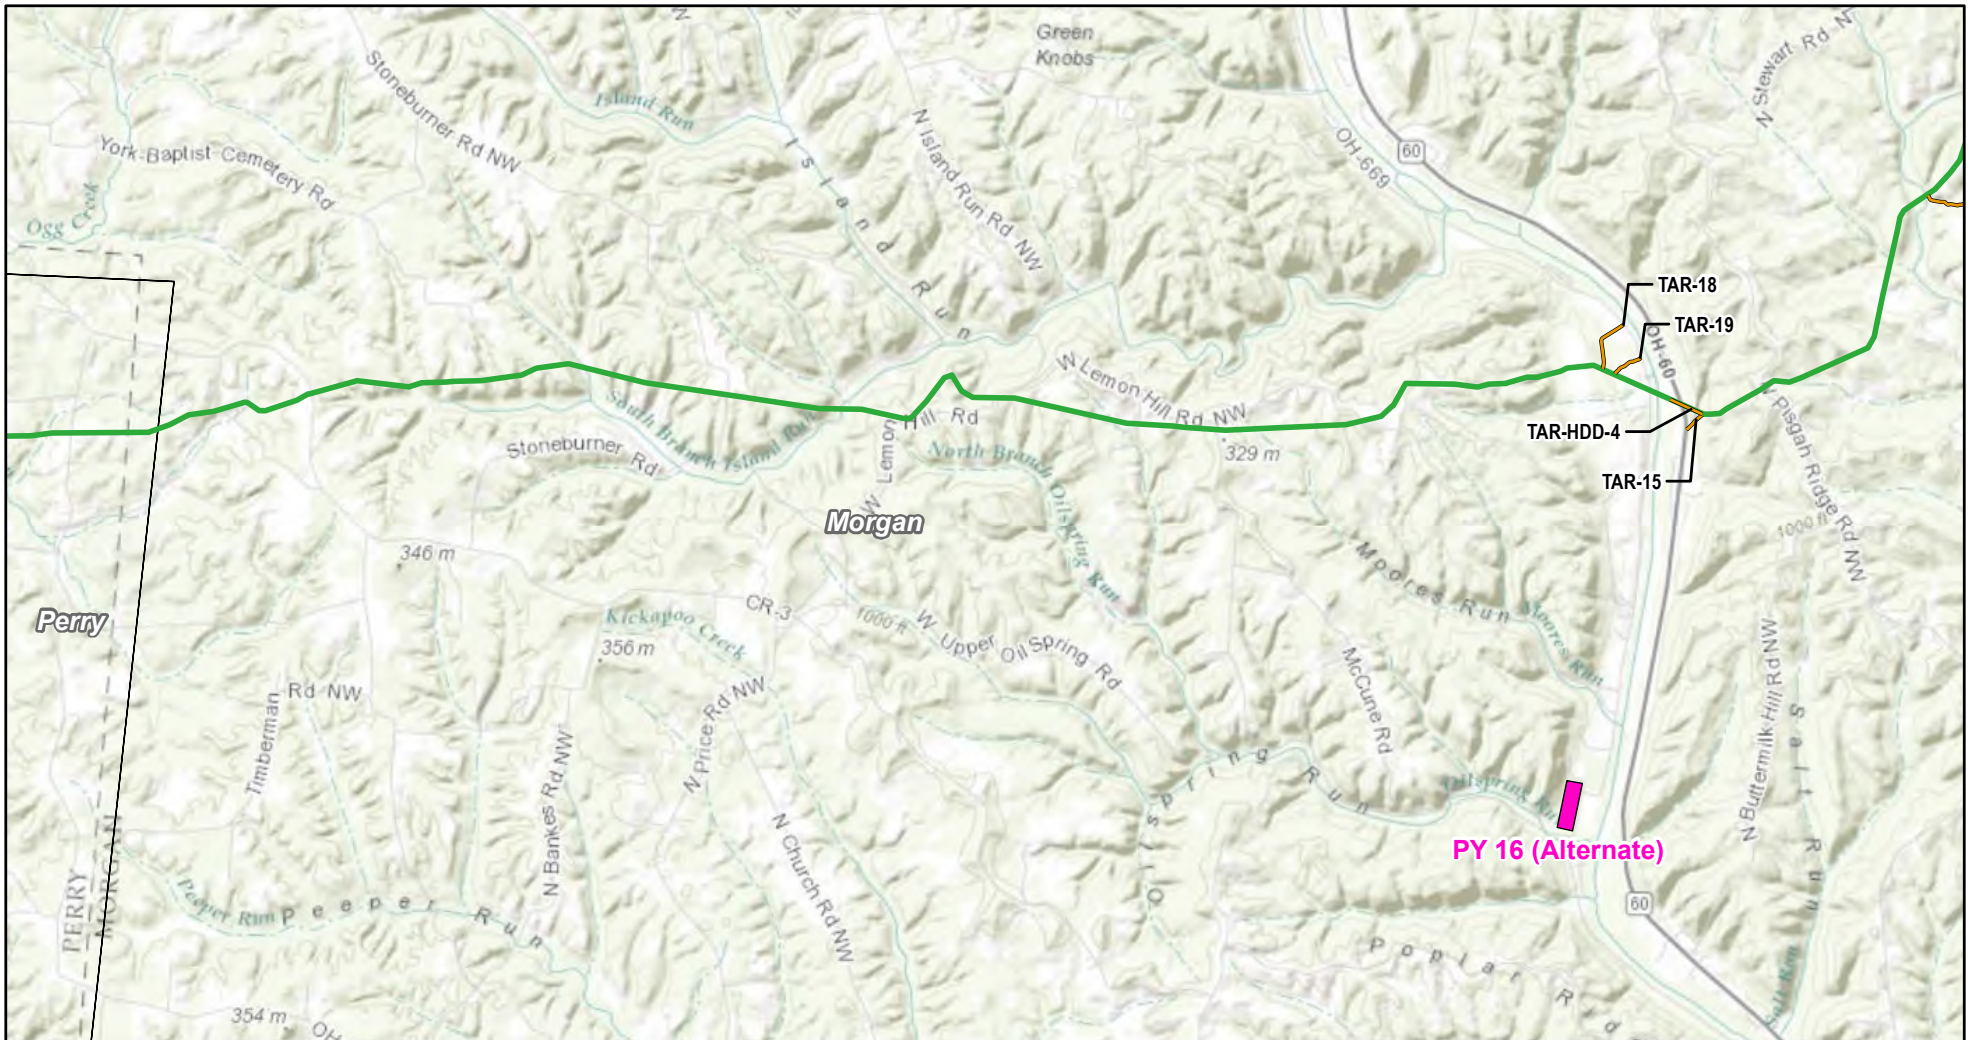 Green
Knobs
N Stewart Rd N
Stoneburner Rd NW
Island Run
Island Run
N Island Run Rd NW
OH-669
60
York-Baptist Cemetery Rd
Ogg Creek
TAR-18
TAR-19
OH-60
W Lemon Hill Rd NW
W Lemon Hill Rd
South Branch Island Run
Stoneburner Rd
North Branch Oilspring Run
329 m
TAR-HDD-4
TAR-15
Pisgah Ridge Rd NW
1000 ft
Morgan
346 m
Perry
Kickapoo Creek
356 m
CR-3
1000 ft
W Upper Oil Spring Rd
Moores Run
Moores Run
McCune Rd
Timberman Rd NW
N Price Rd NW
N Bankes Rd NW
N Church Rd NW
Oilspring Run
Oilspring Run
N Buttermilk Hill Rd NW
Salt Run
PY 16 (Alternate)
60
PERRY
MORGAN
Peeper Run
Peeper Run
Poplar Rd
Salt Run
354 m
OH